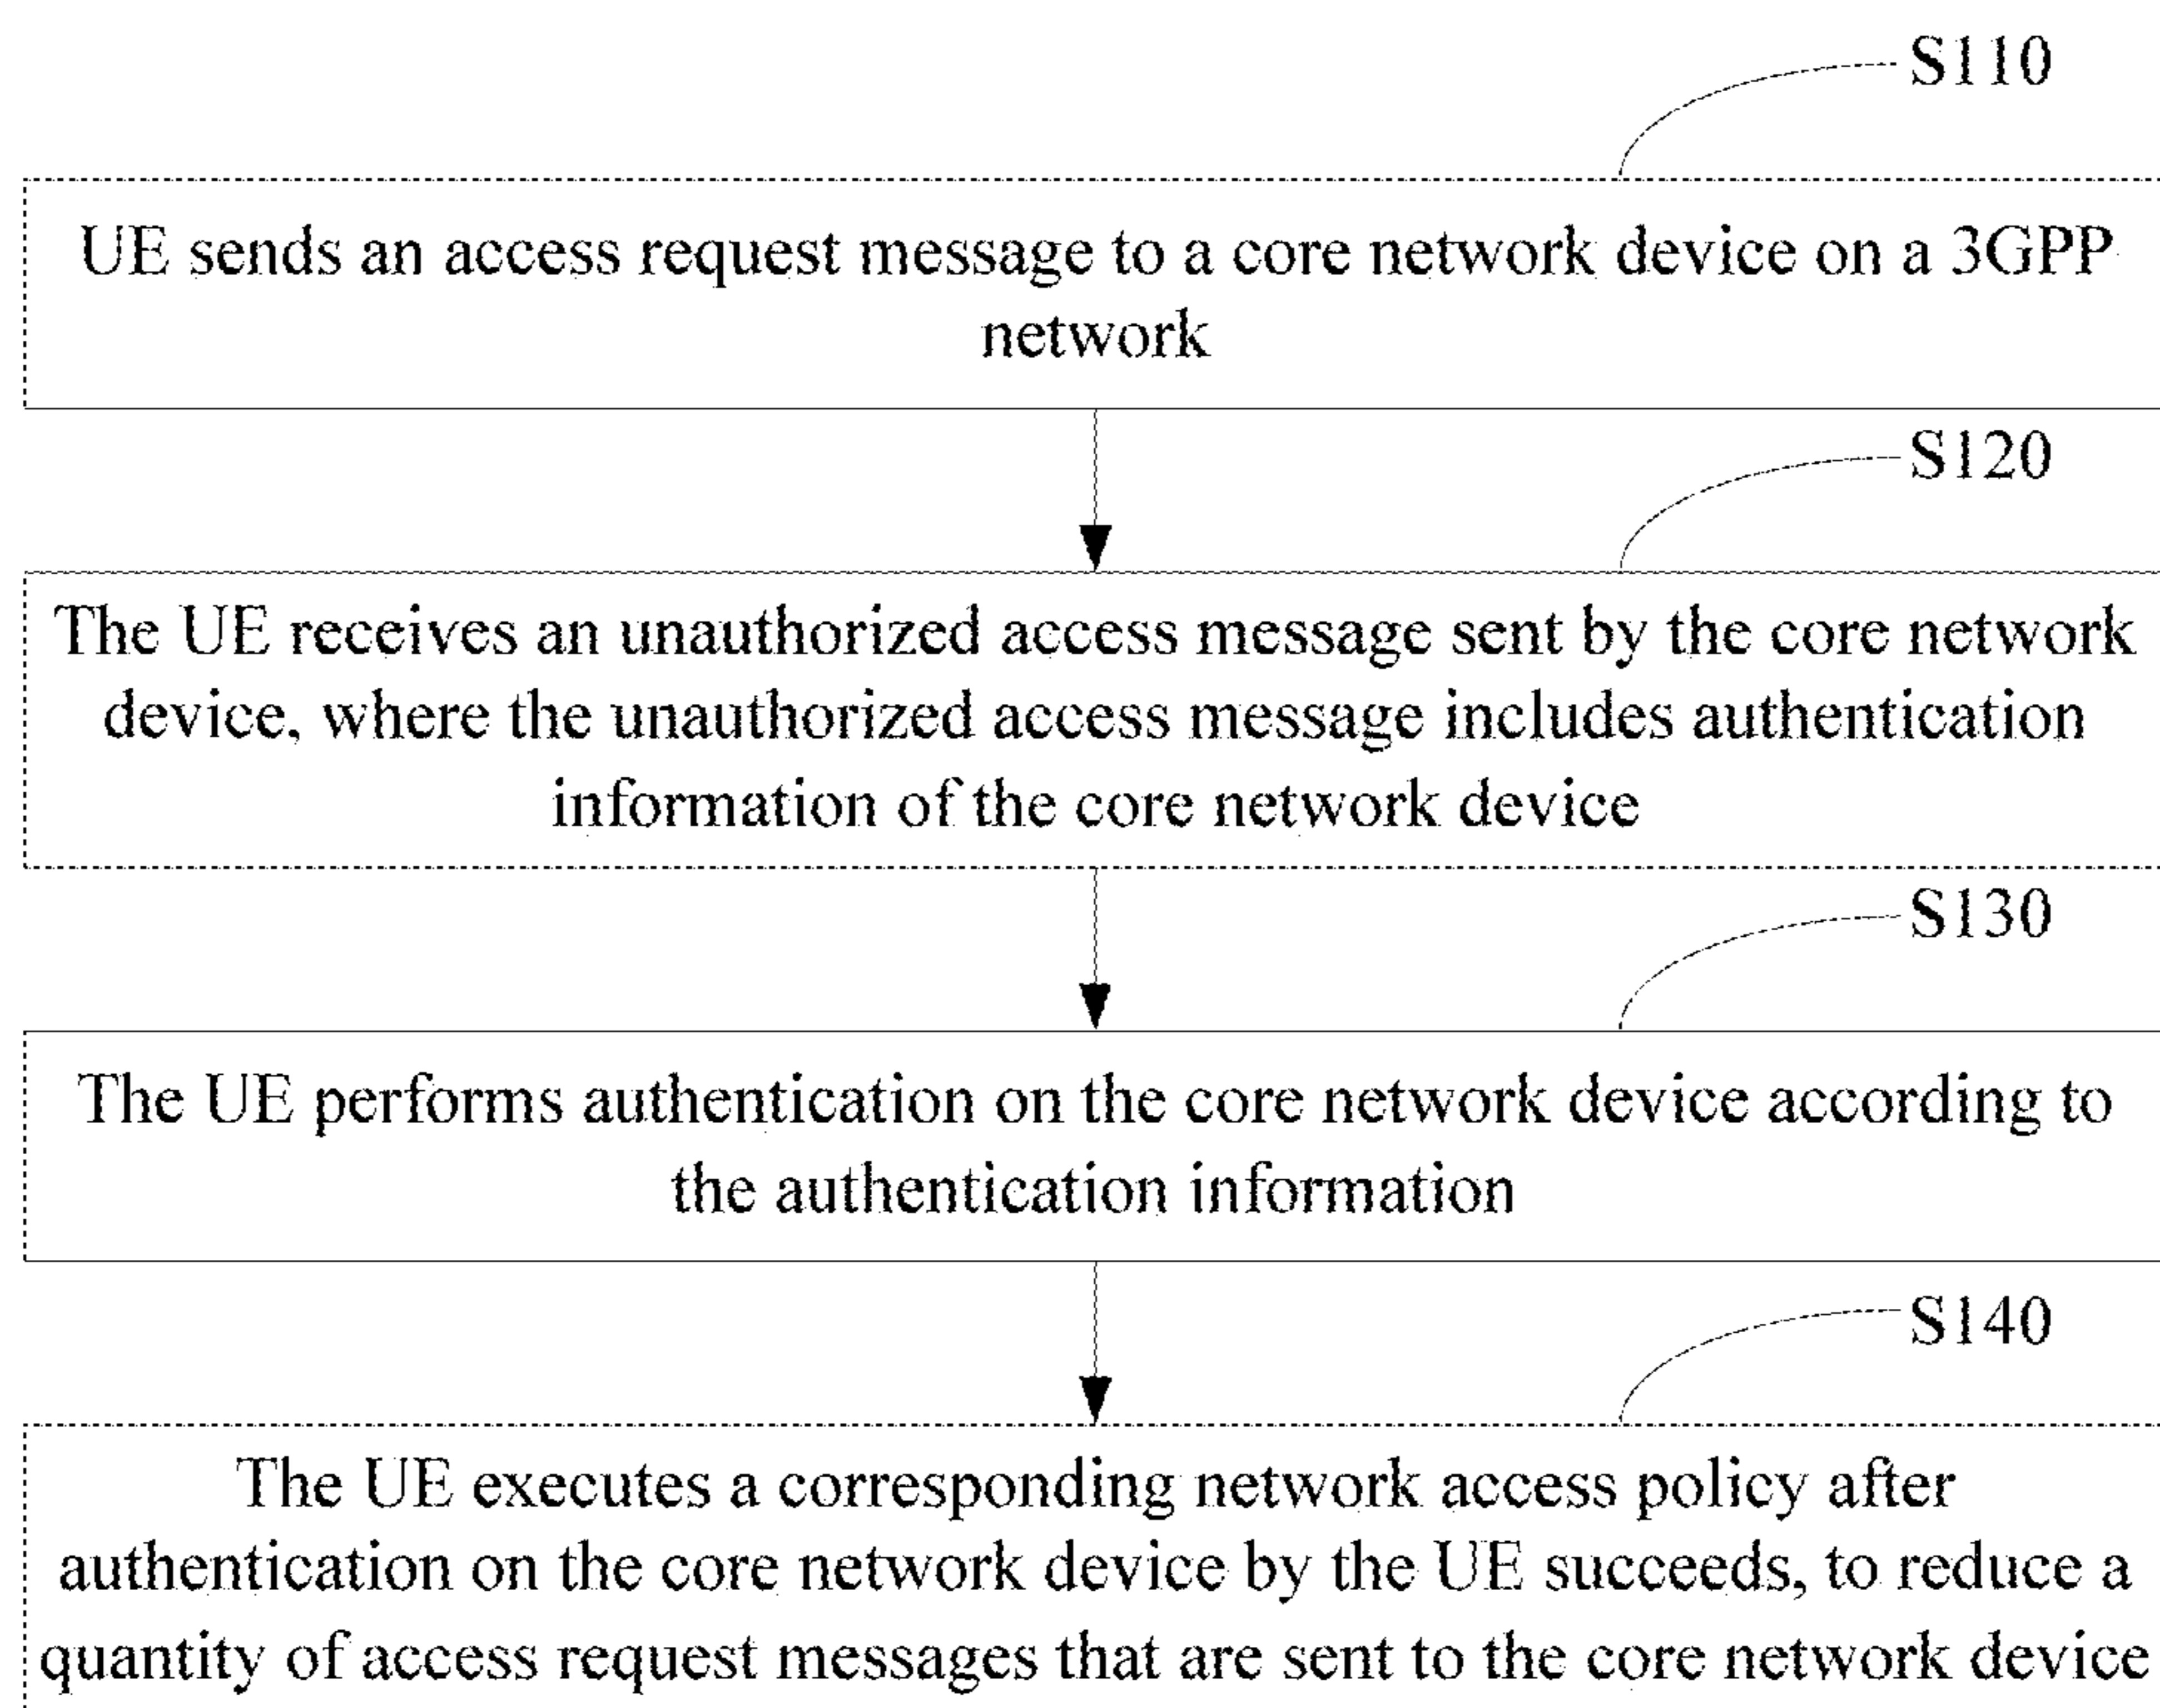 S110
UE sends an access request message to a core network device on a 3GPP
network
S120
The UE receives an unauthorized access message sent by the core network
device, where the unauthorized access message includes authentication
information of the core network device
S130
The UE performs authentication on the core network device according to
the authentication information
S140
The UE executes a corresponding network access policy after
authentication on the core network device by the UE succeeds, to reduce a
quantity of access request messages that are sent to the core network device